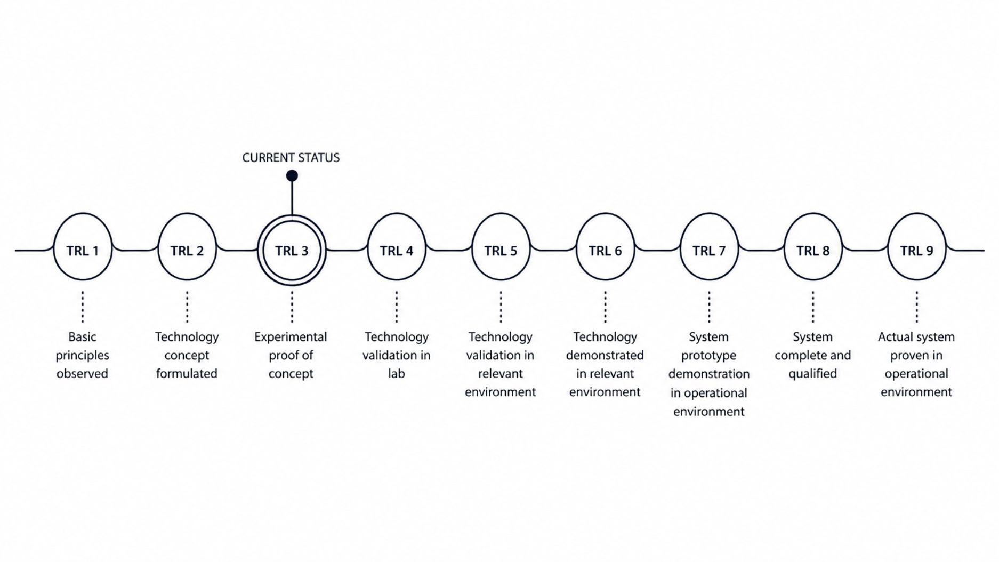 CURRENT STATUS
TRL 1
TRL 2
TRL 3
TRL 4
TRL 5
TRL 6
TRL 7
TRL 8
TRL 9
Basic
principles
observed
Technology
concept
formulated
Experimental
proof of
concept
Technology
validation in
lab
Technology
validation in
relevant
environment
Technology
demonstrated
in relevant
environment
System
prototype
demonstration
in operational
environment
System
complete and
qualified
Actual system
proven in
operational
environment